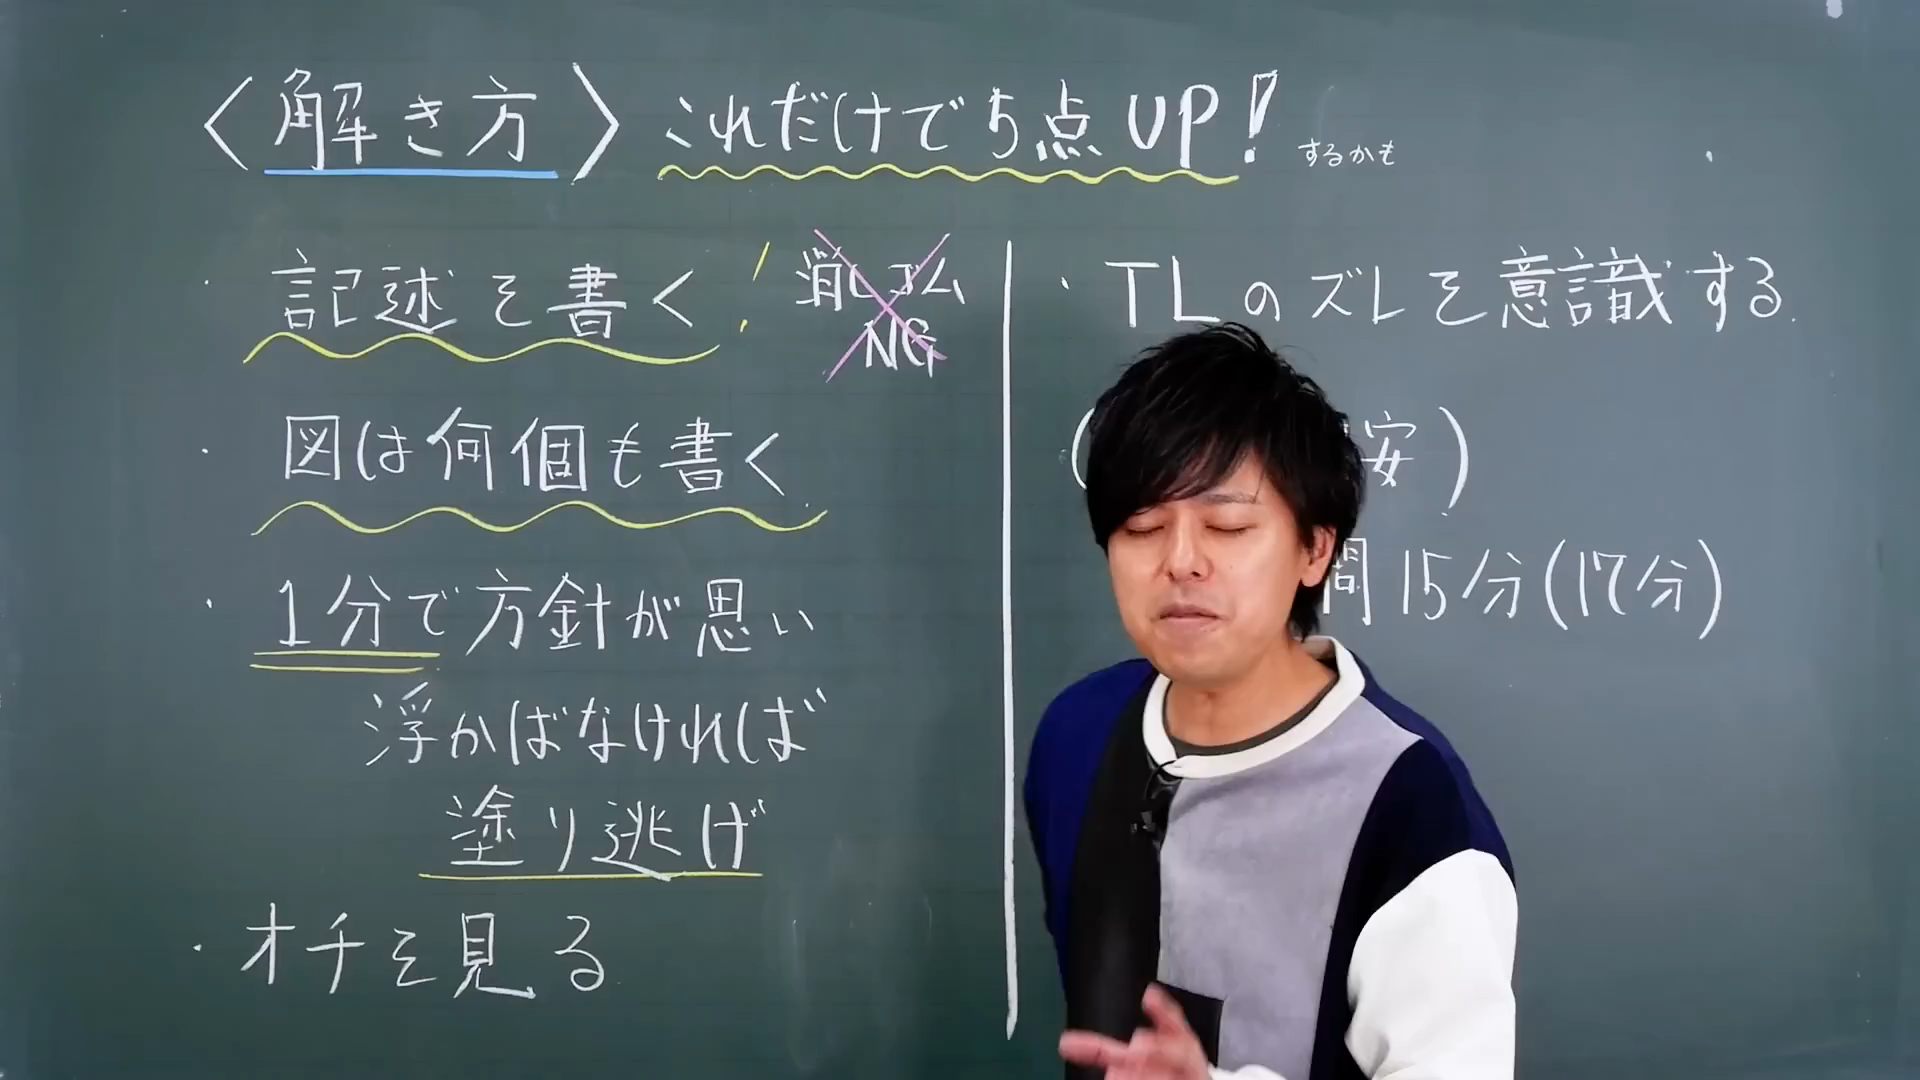 〈解き方〉これだけで5点UP!するかも
・記述を書く!
消しゴム
NG
・図は何個も書く
・1分で方針が思い
浮かばなければ
塗り逃げ
・オチを見る
・TLのズレを意識する
( 安)
問15分(17分)